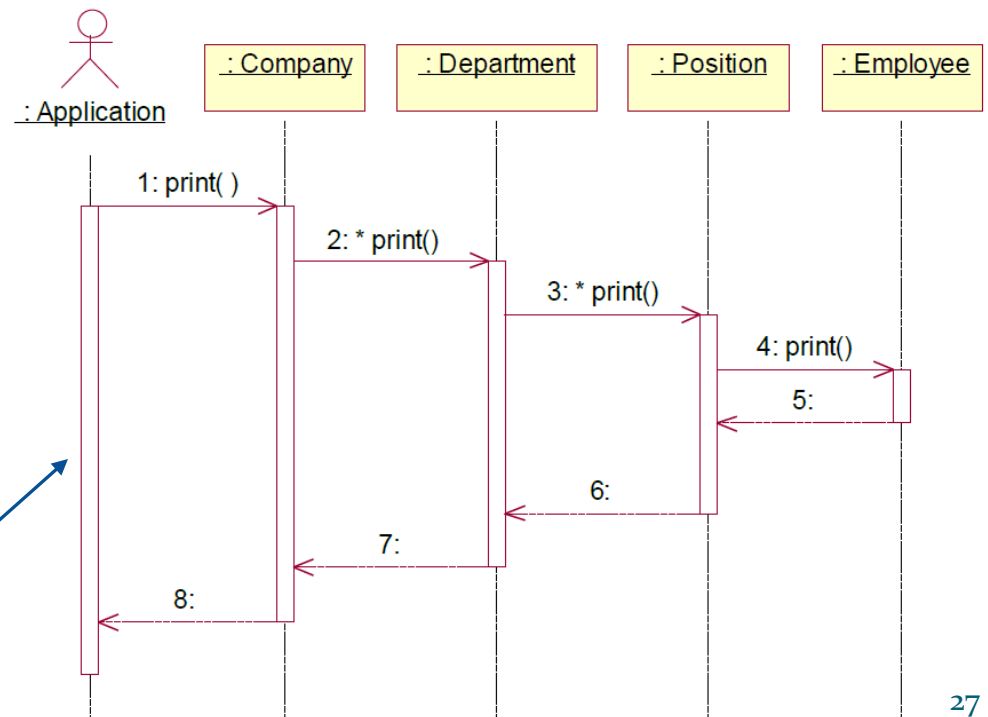 : Company
: Department
: Position
: Employee
: Application
1: print( )
2: * print()
3: * print()
4: print()
5:
6:
7:
8:
27